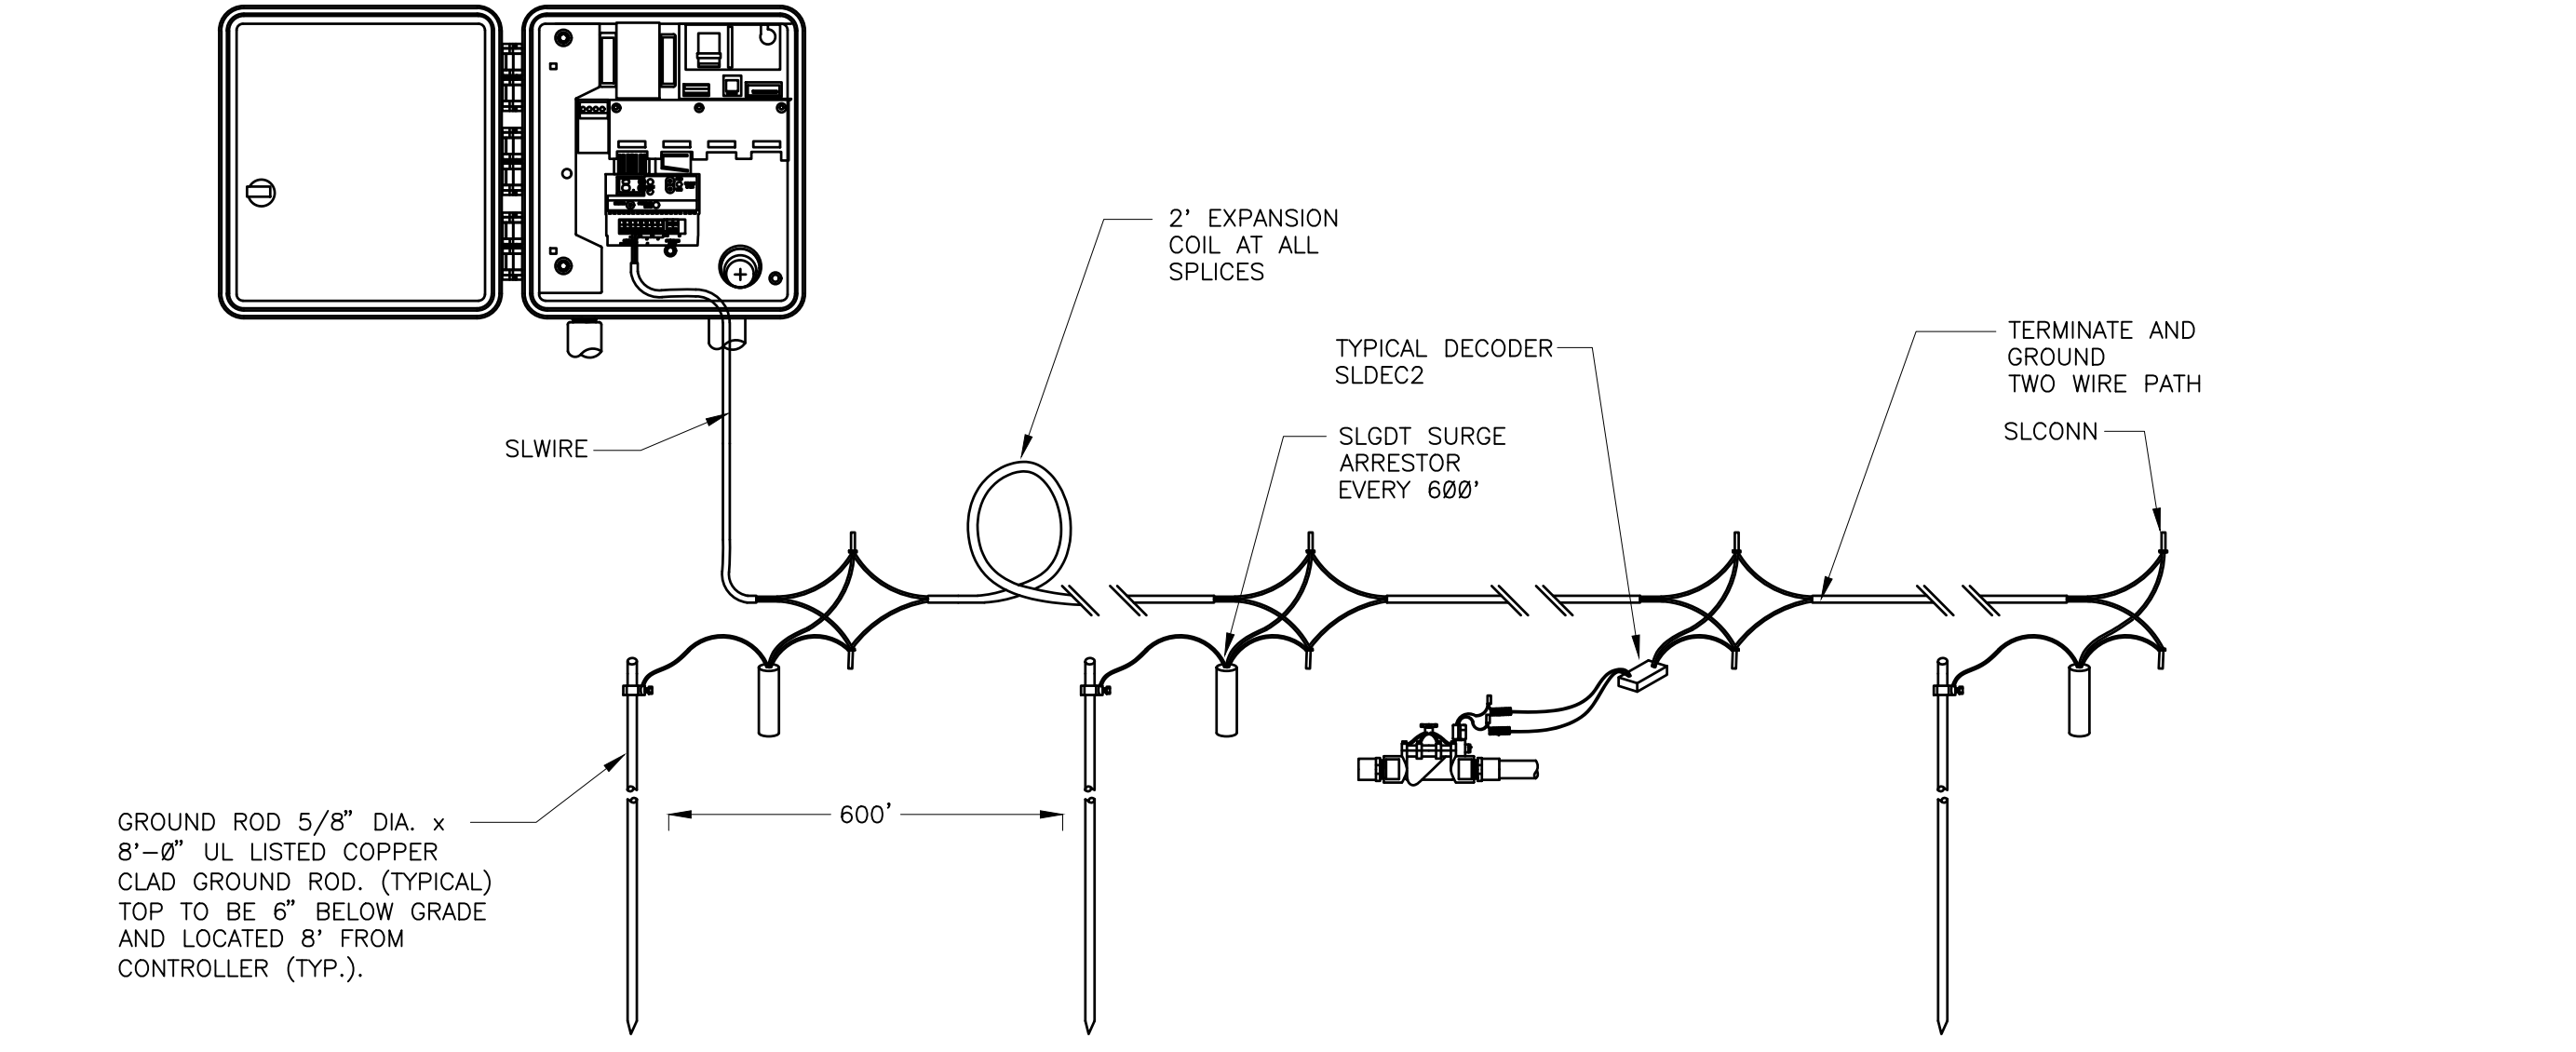 2' EXPANSION
COIL AT ALL
SPLICES
TYPICAL DECODER
SLDEC2
TERMINATE AND
GROUND
TWO WIRE PATH
SLCONN
SLWIRE
SLGDT SURGE
ARRESTOR
EVERY 600'
600'
GROUND ROD 5/8" DIA. x
8'-0" UL LISTED COPPER
CLAD GROUND ROD. (TYPICAL)
TOP TO BE 6" BELOW GRADE
AND LOCATED 8' FROM
CONTROLLER (TYP.).